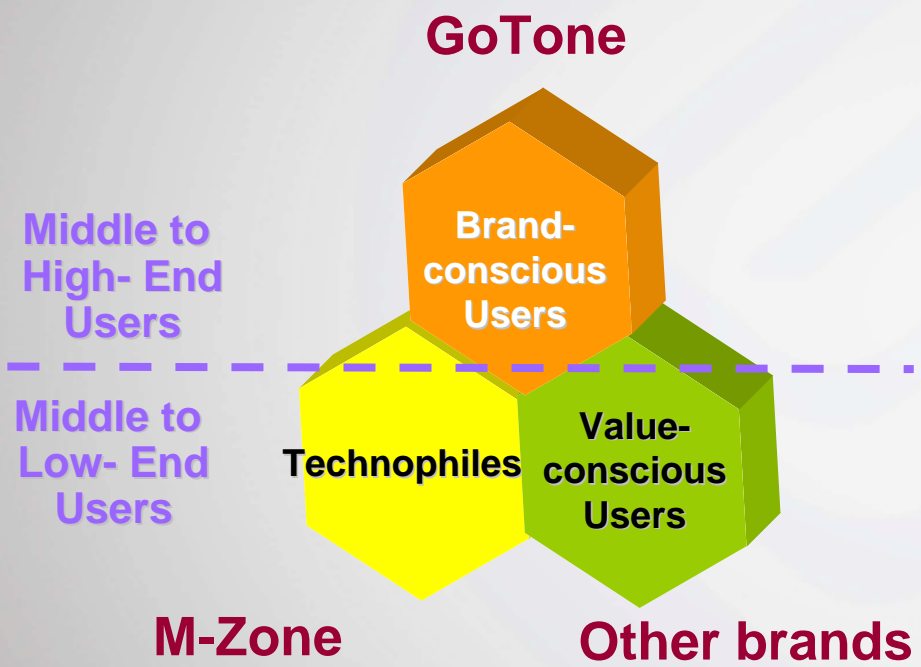 GoTone
Middle to
High- End
Users
Brand-
conscious
Users
Middle to
Low- End
Users
Technophiles
Value-
conscious
Users
M-Zone
Other brands